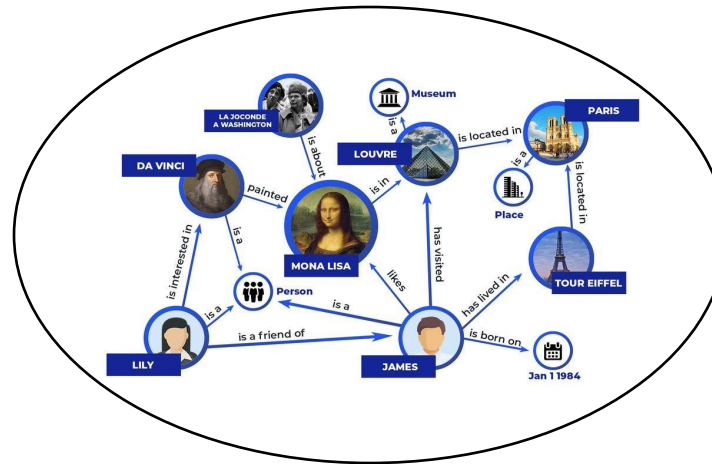 LA JOCONDE
A WASHINGTON
Museum
PARIS
is a
is located in
is about
LOUVRE
DA VINCI
is a
is located in
painted
is in
Place
is a
is interested in
MONA LISA
has visited
Person
likes
has lived in
TOUR EIFFEL
is a
is a
is a friend of
is born on
LILY
JAMES
Jan 1 1984